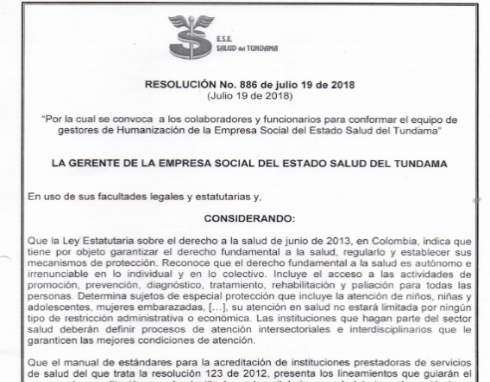 E.S.E.
SALUD del TUNDAMA
RESOLUCIÓN No. 886 de julio 19 de 2018
(Julio 19 de 2018)
"Por la cual se convoca a los colaboradores y funcionarios para conformar el equipo de
gestores de Humanización de la Empresa Social del Estado Salud del Tundama"
LA GERENTE DE LA EMPRESA SOCIAL DEL ESTADO SALUD DEL TUNDAMA
En uso de sus facultades legales y estatutarias y,
CONSIDERANDO:
Que la Ley Estatutaria sobre el derecho a la salud de junio de 2013, en Colombia, indica que
tiene por objeto garantizar el derecho fundamental a la salud, regularlo y establecer sus
mecanismos de protección. Reconoce que el derecho fundamental a la salud es autónomo e
irrenunciable en lo individual y en lo colectivo. Incluye el acceso a las actividades de
promoción, prevención, diagnóstico, tratamiento, rehabilitación y paliación para todas las
personas. Determina sujetos de especial protección que incluye la atención de niños, niñas y
adolescentes, mujeres embarazadas, [...], su atención en salud no estará limitada por ningún
tipo de restricción administrativa o económica. Las instituciones que hagan parte del sector
salud deberán definir procesos de atención intersectoriales e interdisciplinarios que le
garanticen las mejores condiciones de atención.
Que el manual de estándares para la acreditación de instituciones prestadoras de servicios
de salud del que trata la resolución 123 de 2012, presenta los lineamientos que guiarán el